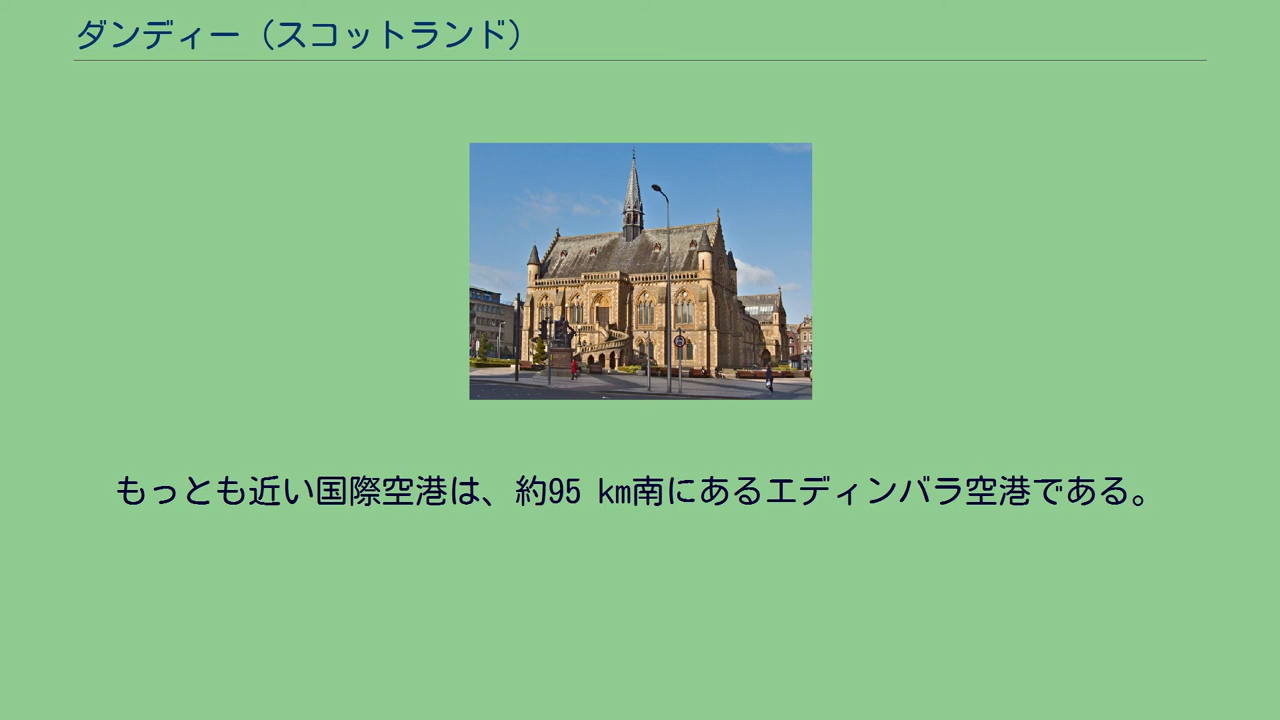 ダンディー（スコットランド）
もっとも近い国際空港は、約95 km南にあるエディンバラ空港である。